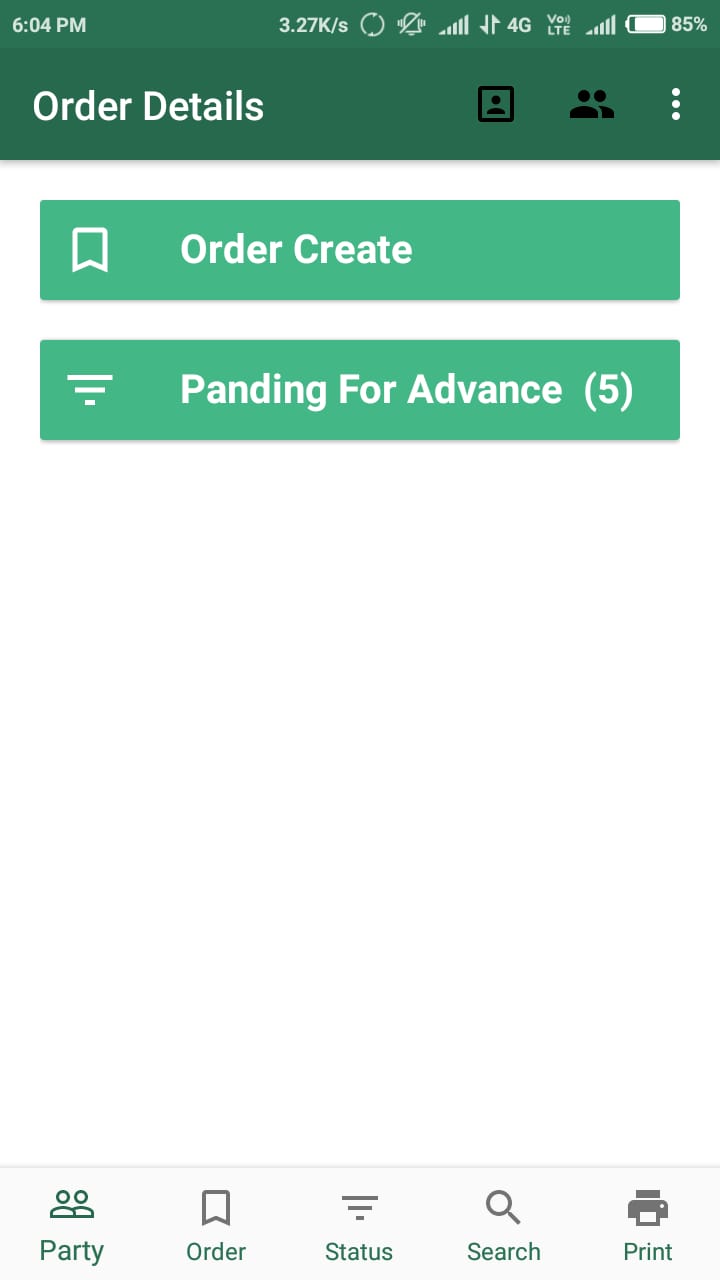 6:04 PM 3.27K/s 4G Vo) LTE 85%
Order Details
Order Create
Panding For Advance (5)
Party Order Status Search Print